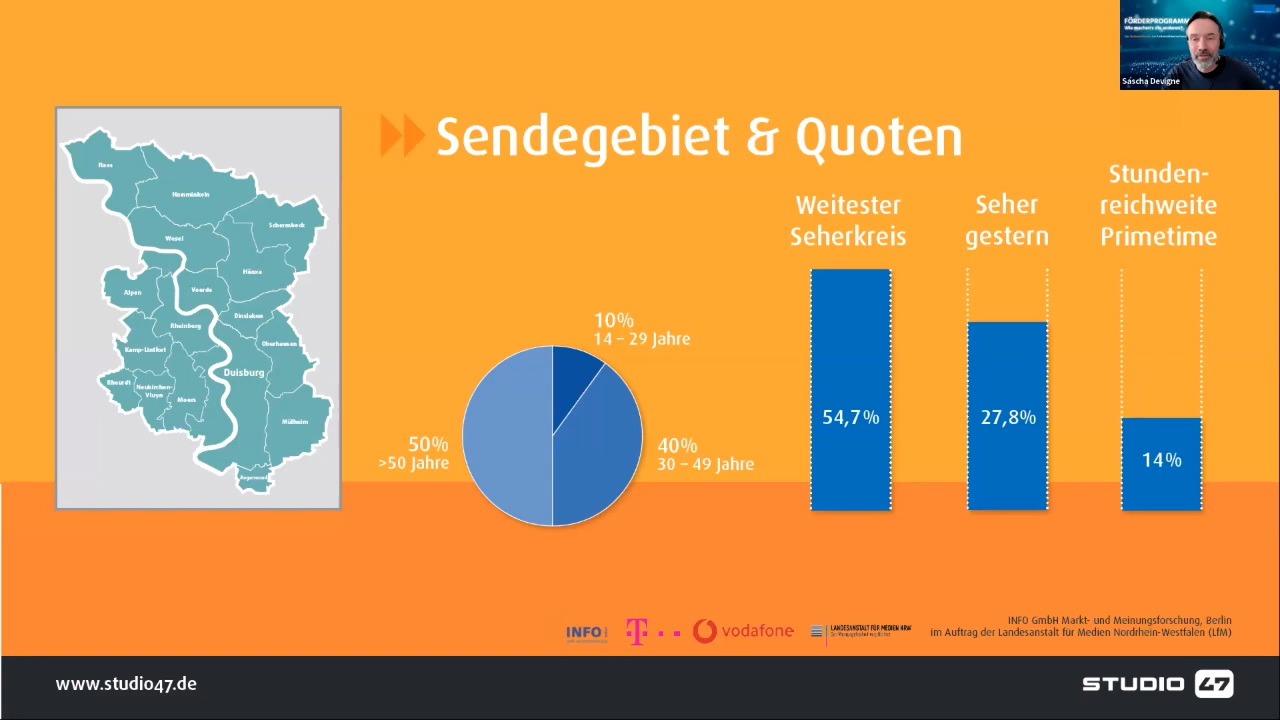 FÖRDERPROGRAMM
Sascha Devigne
Sendegebiet & Quoten
Rees
Hamminkeln
Schermbeck
Wesel
Hünxe
Alpen
Voerde
Dinslaken
Rheinberg
Oberhausen
Kamp-Lintfort
Duisburg
Rheurdt
Neukirchen-
Vluyn
Moers
Mülheim
Angermund
10%
14 – 29 Jahre
50%
>50 Jahre
40%
30 – 49 Jahre
Weitester
Seherkreis
54,7%
Seher
gestern
27,8%
Stunden-
reichweite
Primetime
14%
INFO
T
vodafone
LANDESANSTALT FÜR MEDIEN NRW
INFO GmbH Markt- und Meinungsforschung, Berlin
im Auftrag der Landesanstalt für Medien Nordrhein-Westfalen (LfM)
www.studio47.de
STUDIO 47